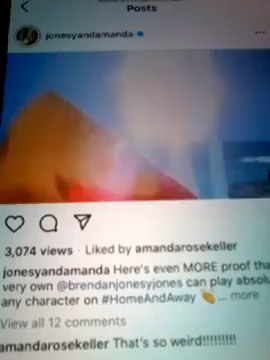 Posts
jonesyandamanda
3,074 views · Liked by amandarosekeller
jonesyandamanda Here's even MORE proof tha
very own @brendanjonesyjones can play absolu
any character on #HomeAndAway 👏 ... more
View all 12 comments
amandarosekeller That's so weird!!!!!!!!!